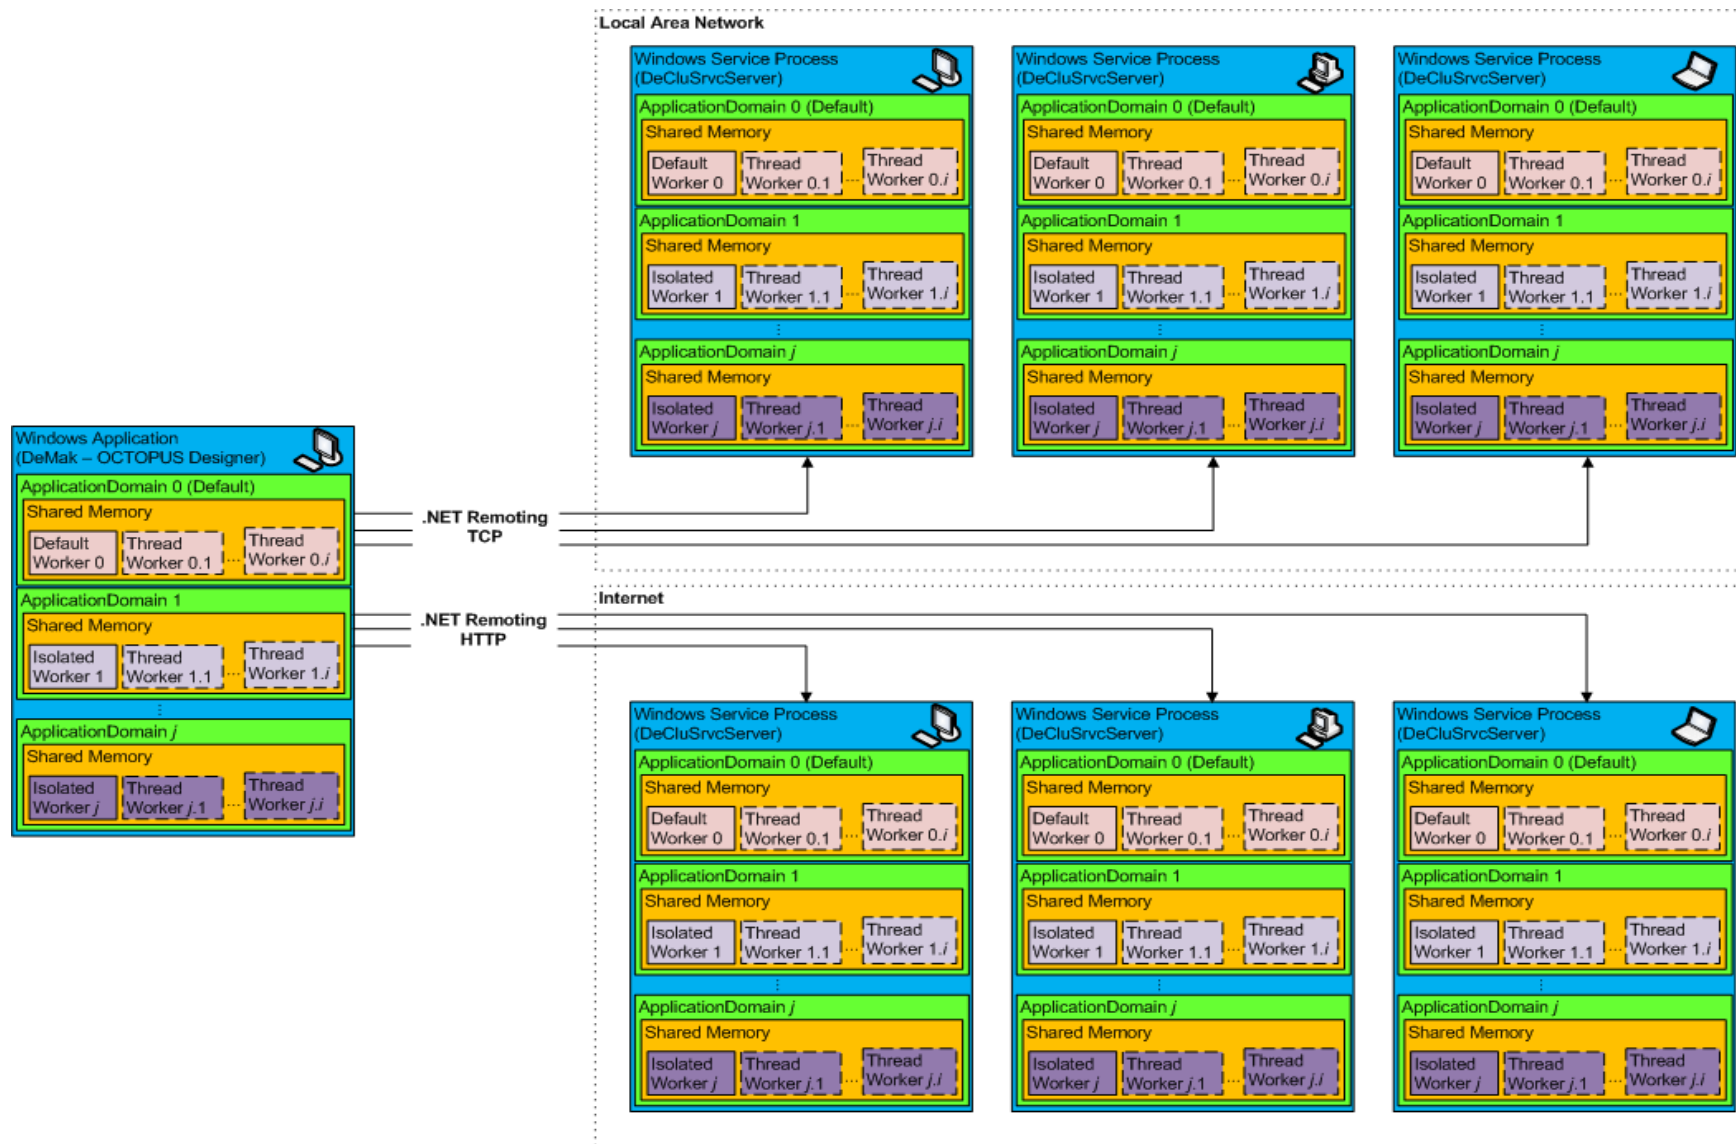 Local Area Network
Windows Service Process
(DeCluSrvcServer)
ApplicationDomain 0 (Default)
Shared Memory
Default
Worker 0
Thread
Worker 0.1
...
Thread
Worker 0.i
ApplicationDomain 1
Shared Memory
Isolated
Worker 1
Thread
Worker 1.1
...
Thread
Worker 1.i
ApplicationDomain j
Shared Memory
Isolated
Worker j
Thread
Worker j.1
...
Thread
Worker j.i
Windows Service Process
(DeCluSrvcServer)
ApplicationDomain 0 (Default)
Shared Memory
Default
Worker 0
Thread
Worker 0.1
...
Thread
Worker 0.i
ApplicationDomain 1
Shared Memory
Isolated
Worker 1
Thread
Worker 1.1
...
Thread
Worker 1.i
ApplicationDomain j
Shared Memory
Isolated
Worker j
Thread
Worker j.1
...
Thread
Worker j.i
Windows Service Process
(DeCluSrvcServer)
ApplicationDomain 0 (Default)
Shared Memory
Default
Worker 0
Thread
Worker 0.1
...
Thread
Worker 0.i
ApplicationDomain 1
Shared Memory
Isolated
Worker 1
Thread
Worker 1.1
...
Thread
Worker 1.i
ApplicationDomain j
Shared Memory
Isolated
Worker j
Thread
Worker j.1
...
Thread
Worker j.i
Windows Application
(DeMak – OCTOPUS Designer)
ApplicationDomain 0 (Default)
Shared Memory
Default
Worker 0
Thread
Worker 0.1
...
Thread
Worker 0.i
ApplicationDomain 1
Shared Memory
Isolated
Worker 1
Thread
Worker 1.1
...
Thread
Worker 1.i
ApplicationDomain j
Shared Memory
Isolated
Worker j
Thread
Worker j.1
...
Thread
Worker j.i
.NET Remoting
TCP
.NET Remoting
HTTP
Internet
Windows Service Process
(DeCluSrvcServer)
ApplicationDomain 0 (Default)
Shared Memory
Default
Worker 0
Thread
Worker 0.1
...
Thread
Worker 0.i
ApplicationDomain 1
Shared Memory
Isolated
Worker 1
Thread
Worker 1.1
...
Thread
Worker 1.i
ApplicationDomain j
Shared Memory
Isolated
Worker j
Thread
Worker j.1
...
Thread
Worker j.i
Windows Service Process
(DeCluSrvcServer)
ApplicationDomain 0 (Default)
Shared Memory
Default
Worker 0
Thread
Worker 0.1
...
Thread
Worker 0.i
ApplicationDomain 1
Shared Memory
Isolated
Worker 1
Thread
Worker 1.1
...
Thread
Worker 1.i
ApplicationDomain j
Shared Memory
Isolated
Worker j
Thread
Worker j.1
...
Thread
Worker j.i
Windows Service Process
(DeCluSrvcServer)
ApplicationDomain 0 (Default)
Shared Memory
Default
Worker 0
Thread
Worker 0.1
...
Thread
Worker 0.i
ApplicationDomain 1
Shared Memory
Isolated
Worker 1
Thread
Worker 1.1
...
Thread
Worker 1.i
ApplicationDomain j
Shared Memory
Isolated
Worker j
Thread
Worker j.1
...
Thread
Worker j.i